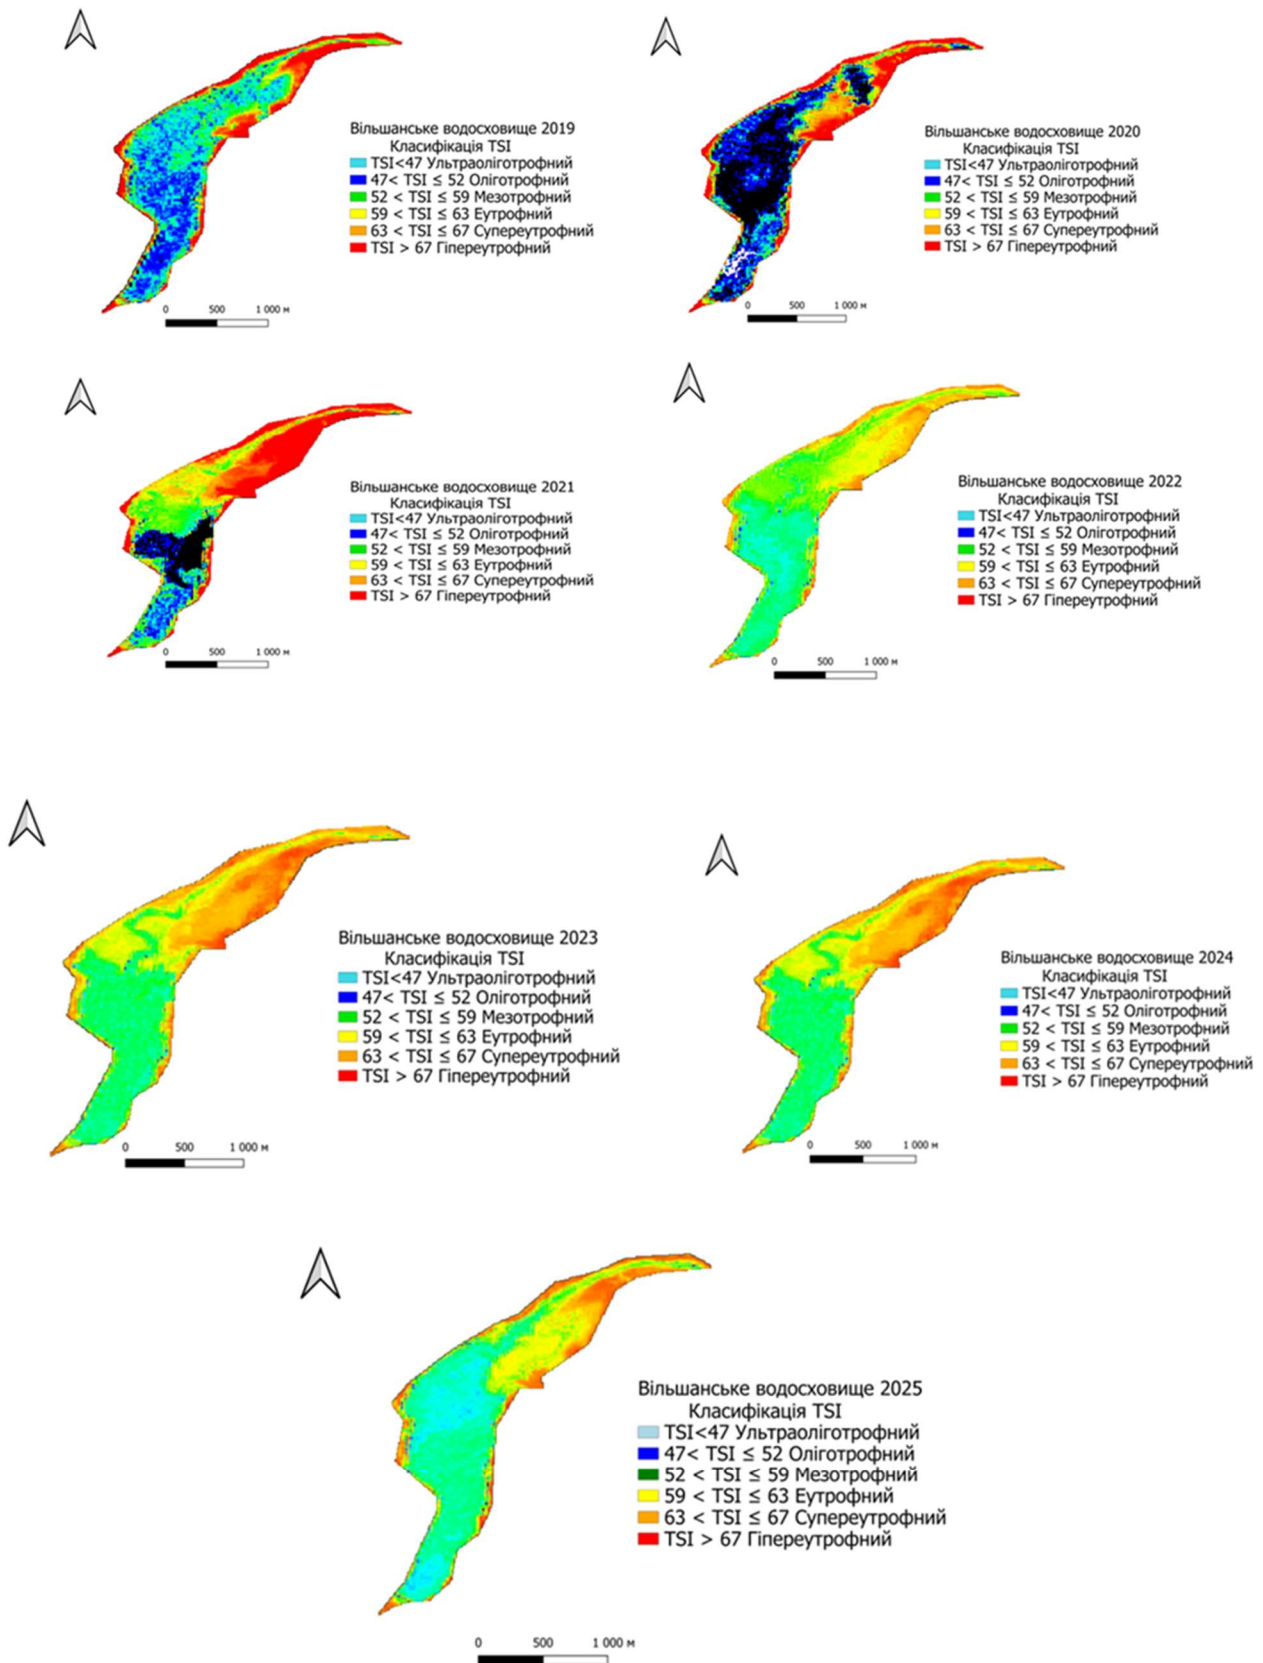 Вільшанське водосховище 2019
Класифікація TSI
TSI<47 Ультраоліготрофний
47< TSI ≤ 52 Оліготрофний
52 < TSI ≤ 59 Мезотрофний
59 < TSI ≤ 63 Еутрофний
63 < TSI ≤ 67 Суперeутрофний
TSI > 67 Гіпереутрофний
0 500 1 000 м
Вільшанське водосховище 2020
Класифікація TSI
TSI<47 Ультраоліготрофний
47< TSI ≤ 52 Оліготрофний
52 < TSI ≤ 59 Мезотрофний
59 < TSI ≤ 63 Еутрофний
63 < TSI ≤ 67 Супереутрофний
TSI > 67 Гіпереутрофний
0 500 1 000 м
Вільшанське водосховище 2021
Класифікація TSI
TSI<47 Ультраоліготрофний
47< TSI ≤ 52 Оліготрофний
52 < TSI ≤ 59 Мезотрофний
59 < TSI ≤ 63 Еутрофний
63 < TSI ≤ 67 Супереутрофний
TSI > 67 Гіпереутрофний
0 500 1 000 м
Вільшанське водосховище 2022
Класифікація TSI
TSI<47 Ультраоліготрофний
47< TSI ≤ 52 Оліготрофний
52 < TSI ≤ 59 Мезотрофний
59 < TSI ≤ 63 Еутрофний
63 < TSI ≤ 67 Супереутрофний
TSI > 67 Гіпереутрофний
0 500 1 000 м
Вільшанське водосховище 2023
Класифікація TSI
TSI<47 Ультраоліготрофний
47< TSI ≤ 52 Оліготрофний
52 < TSI ≤ 59 Мезотрофний
59 < TSI ≤ 63 Еутрофний
63 < TSI ≤ 67 Супереутрофний
TSI > 67 Гіпереутрофний
0 500 1 000 м
Вільшанське водосховище 2024
Класифікація TSI
TSI<47 Ультраоліготрофний
47< TSI ≤ 52 Оліготрофний
52 < TSI ≤ 59 Мезотрофний
59 < TSI ≤ 63 Еутрофний
63 < TSI ≤ 67 Супереутрофний
TSI > 67 Гіпереутрофний
0 500 1 000 м
Вільшанське водосховище 2025
Класифікація TSI
TSI<47 Ультраоліготрофний
47< TSI ≤ 52 Оліготрофний
52 < TSI ≤ 59 Мезотрофний
59 < TSI ≤ 63 Еутрофний
63 < TSI ≤ 67 Супереутрофний
TSI > 67 Гіпереутрофний
0 500 1 000 м